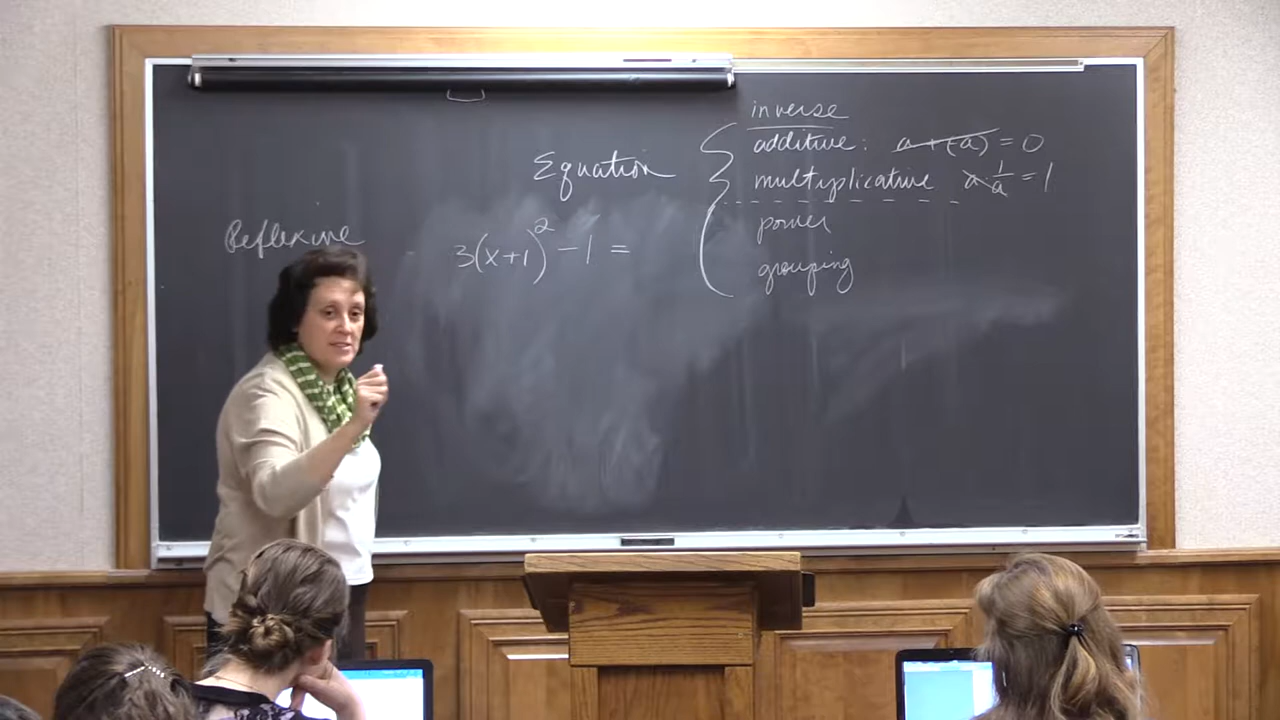 inverse
additive: a + (a) = 0
Equation
multiplicative a · 1/a = 1
power
Reflexive
3(x+1)² − 1 =
grouping